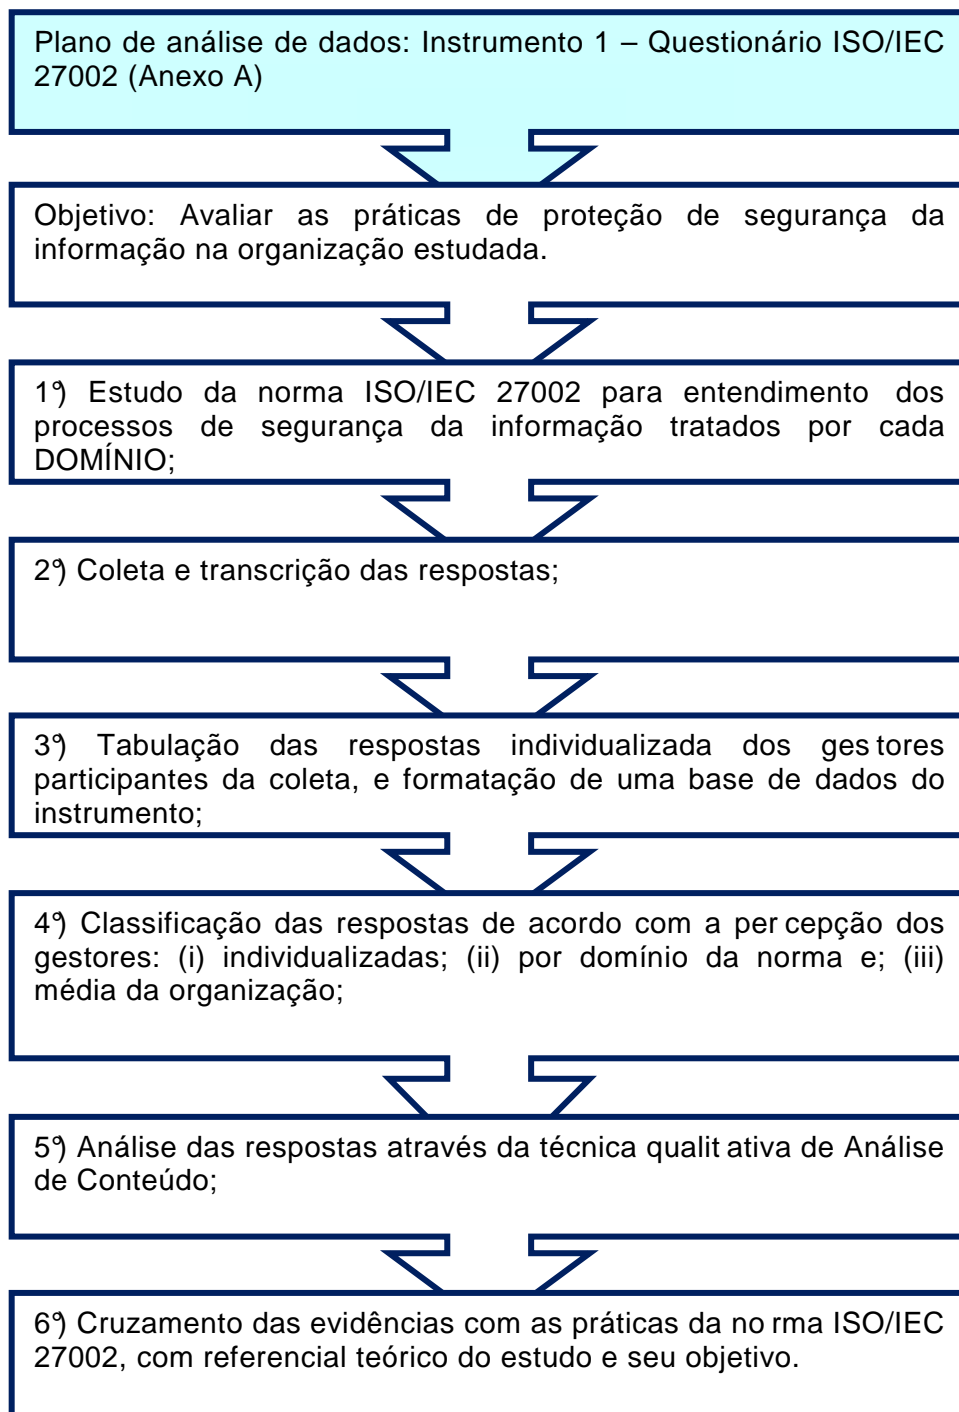 Plano de análise de dados: Instrumento 1 – Questionário ISO/IEC
27002 (Anexo A)
Objetivo: Avaliar as práticas de proteção de segurança da
informação na organização estudada.
1º) Estudo da norma ISO/IEC 27002 para entendimento dos
processos de segurança da informação tratados por cada
DOMÍNIO;
2º) Coleta e transcrição das respostas;
3º) Tabulação das respostas individualizada dos ges tores
participantes da coleta, e formatação de uma base de dados do
instrumento;
4º) Classificação das respostas de acordo com a per cepção dos
gestores: (i) individualizadas; (ii) por domínio da norma e; (iii)
média da organização;
5º) Análise das respostas através da técnica qualit ativa de Análise
de Conteúdo;
6º) Cruzamento das evidências com as práticas da no rma ISO/IEC
27002, com referencial teórico do estudo e seu objetivo.